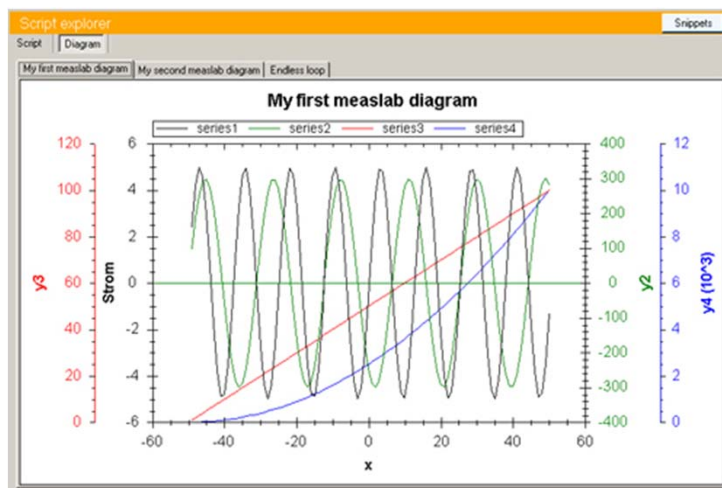 Script explorer
Snippets
Script Diagram
My first measlab diagram My second measlab diagram Endless loop
My first measlab diagram
series1 series2 series3 series4
120 6 400 12
300
100 4 10
200
80 2 8
100
60 0 0 6
-100
40 -2 4
-200
20 -4 2
-300
0 -6 -400 0
y3
Strom
y2
y4 (10^3)
-60 -40 -20 0 20 40 60
x